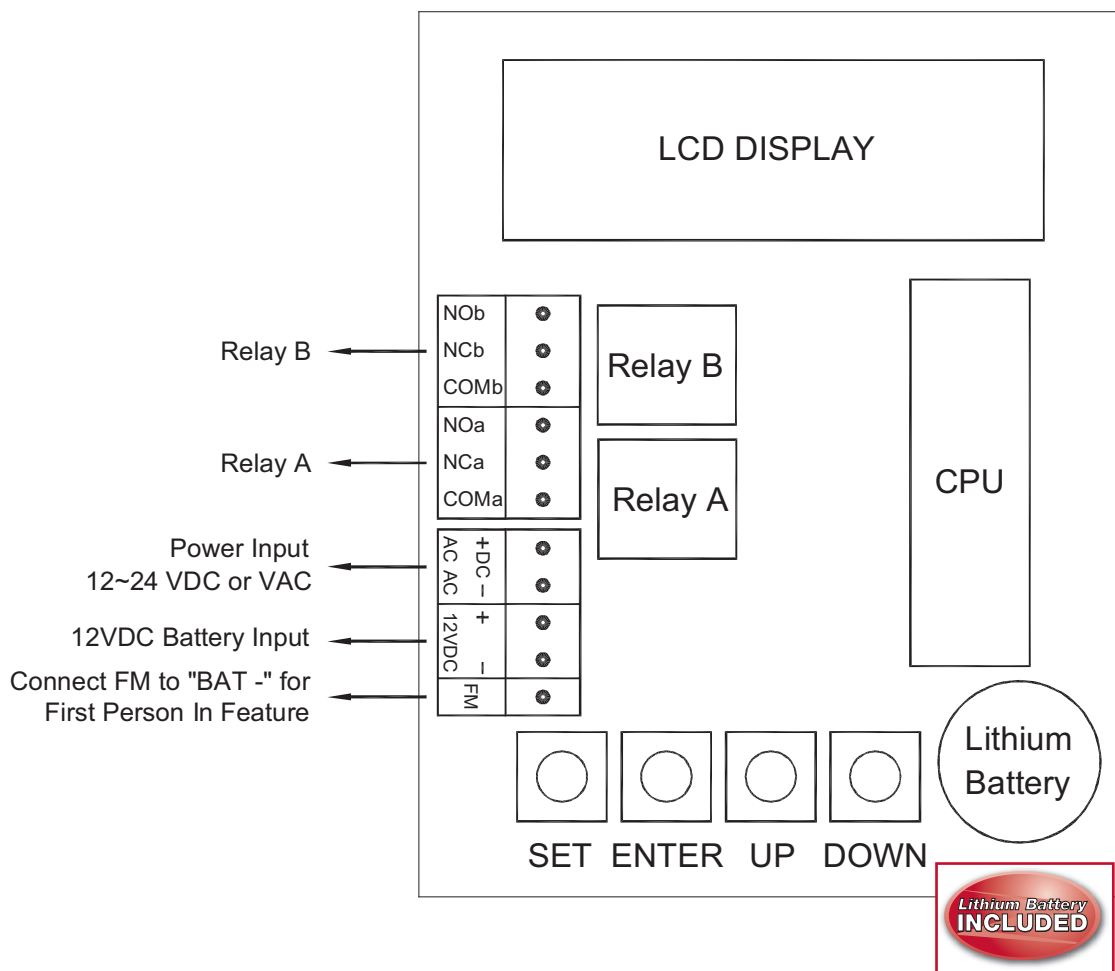 LCD DISPLAY
NOb
NCb
COMb
Relay B
Relay B
NOa
NCa
COMa
Relay A
Relay A
CPU
Power Input
12~24 VDC or VAC
AC AC
+DC −
12VDC Battery Input
12VDC
+ −
Connect FM to "BAT -" for
First Person In Feature
FM
Lithium
Battery
SET ENTER UP DOWN
Lithium Battery
INCLUDED